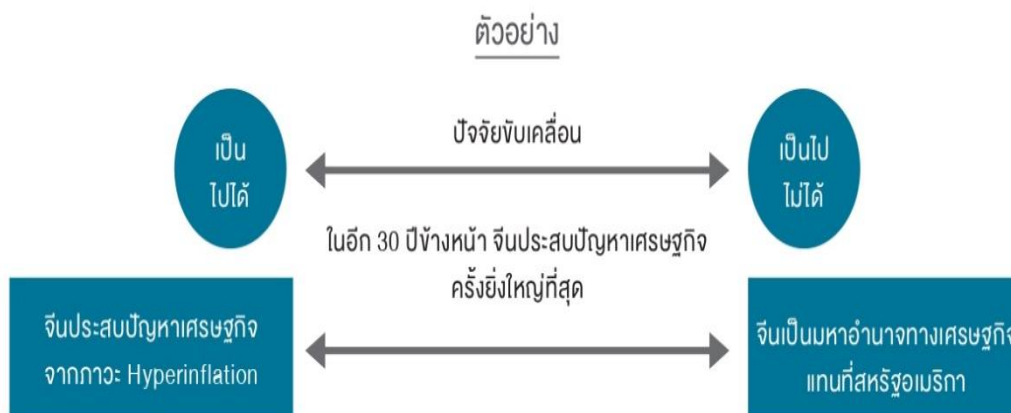 ตัวอย่าง
เป็น
ไปได้
ปัจจัยขับเคลื่อน
เป็นไป
ไม่ได้
ในอีก 30 ปีข้างหน้า จีนประสบปัญหาเศรษฐกิจ
ครั้งยิ่งใหญ่ที่สุด
จีนประสบปัญหาเศรษฐกิจ
จากภาวะ Hyperinflation
จีนเป็นมหาอำนาจทางเศรษฐกิจ
แทนที่สหรัฐอเมริกา